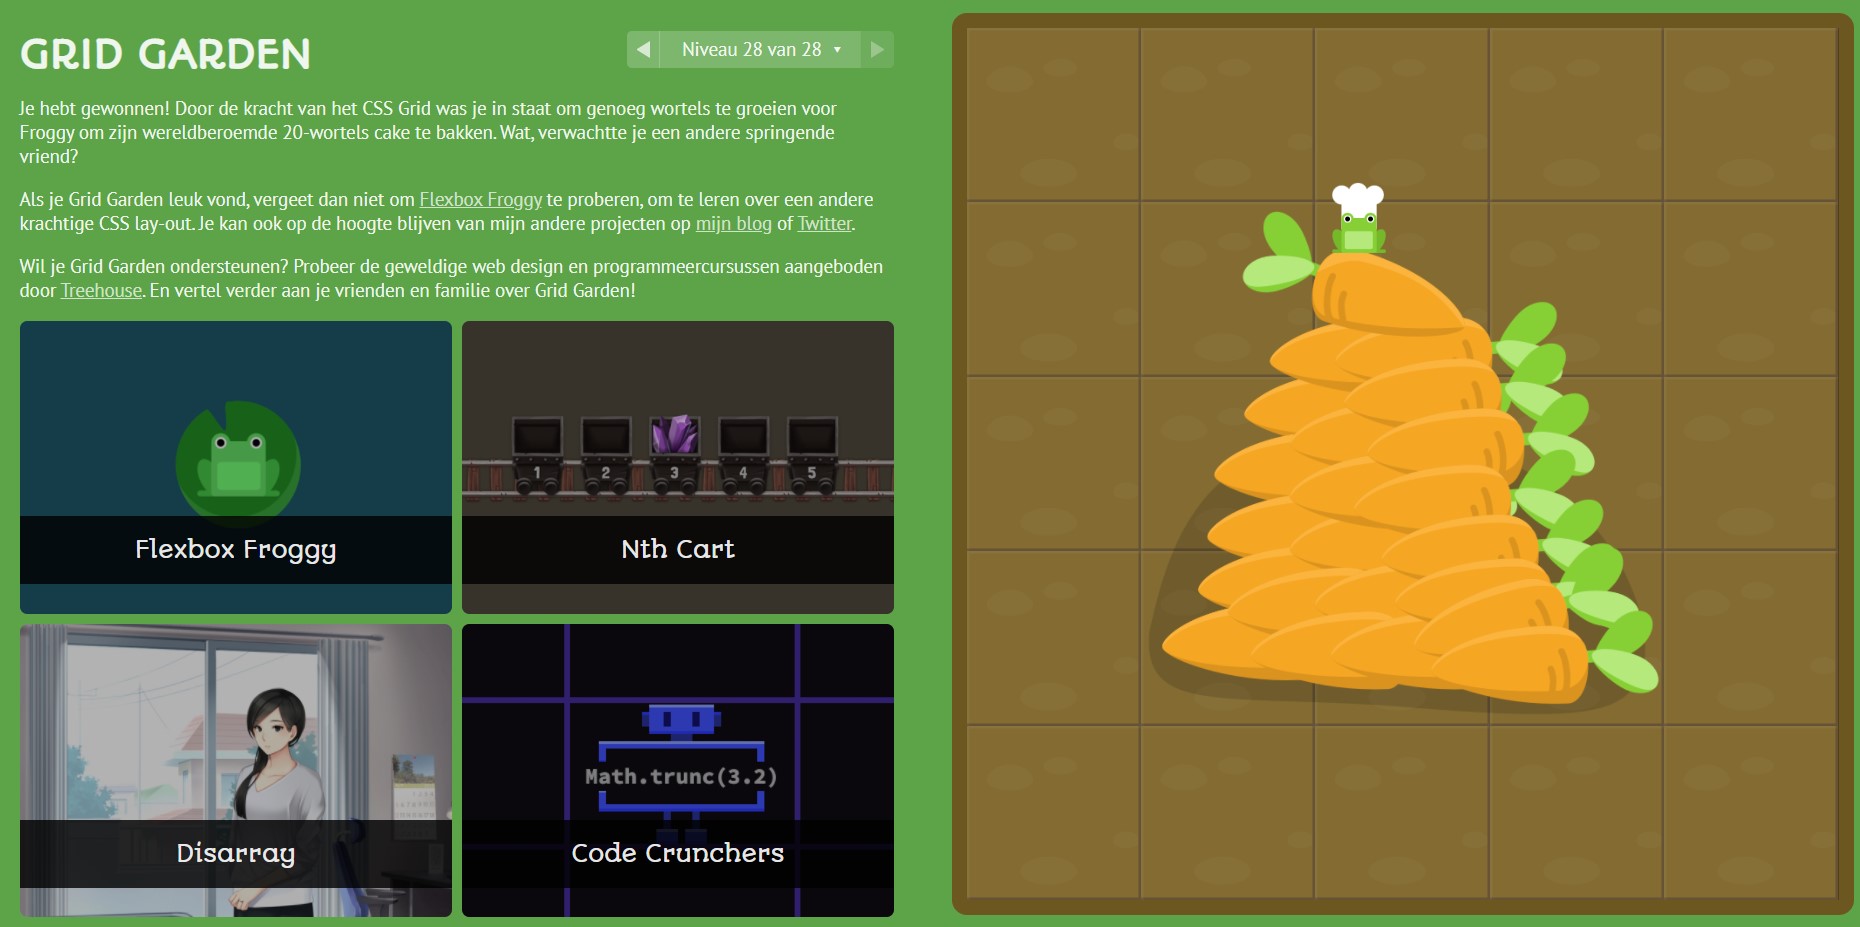 GRID GARDEN
Niveau 28 van 28
Je hebt gewonnen! Door de kracht van het CSS Grid was je in staat om genoeg wortels te groeien voor
Froggy om zijn wereldberoemde 20-wortels cake te bakken. Wat, verwachtte je een andere springende
vriend?
Als je Grid Garden leuk vond, vergeet dan niet om Flexbox Froggy te proberen, om te leren over een andere
krachtige CSS lay-out. Je kan ook op de hoogte blijven van mijn andere projecten op mijn blog of Twitter.
Wil je Grid Garden ondersteunen? Probeer de geweldige web design en programmeercursussen aangeboden
door Treehouse. En vertel verder aan je vrienden en familie over Grid Garden!
1 2 3 4 5
Flexbox Froggy
Nth Cart
Math.trunc(3.2)
Disarray
Code Crunchers